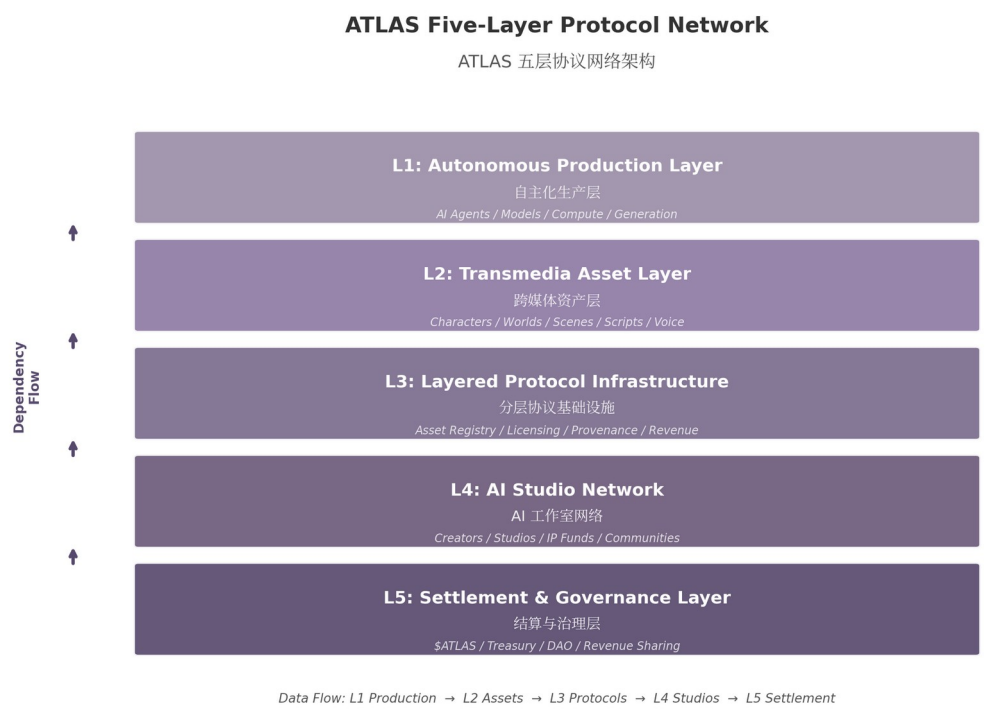 ATLAS Five-Layer Protocol Network
ATLAS 五层协议网络架构
L1: Autonomous Production Layer
自主化生产层
AI Agents / Models / Compute / Generation
L2: Transmedia Asset Layer
跨媒体资产层
Characters / Worlds / Scenes / Scripts / Voice
Dependency
Flow
L3: Layered Protocol Infrastructure
分层协议基础设施
Asset Registry / Licensing / Provenance / Revenue
L4: AI Studio Network
AI 工作室网络
Creators / Studios / IP Funds / Communities
L5: Settlement & Governance Layer
结算与治理层
$ATLAS / Treasury / DAO / Revenue Sharing
Data Flow: L1 Production → L2 Assets → L3 Protocols → L4 Studios → L5 Settlement